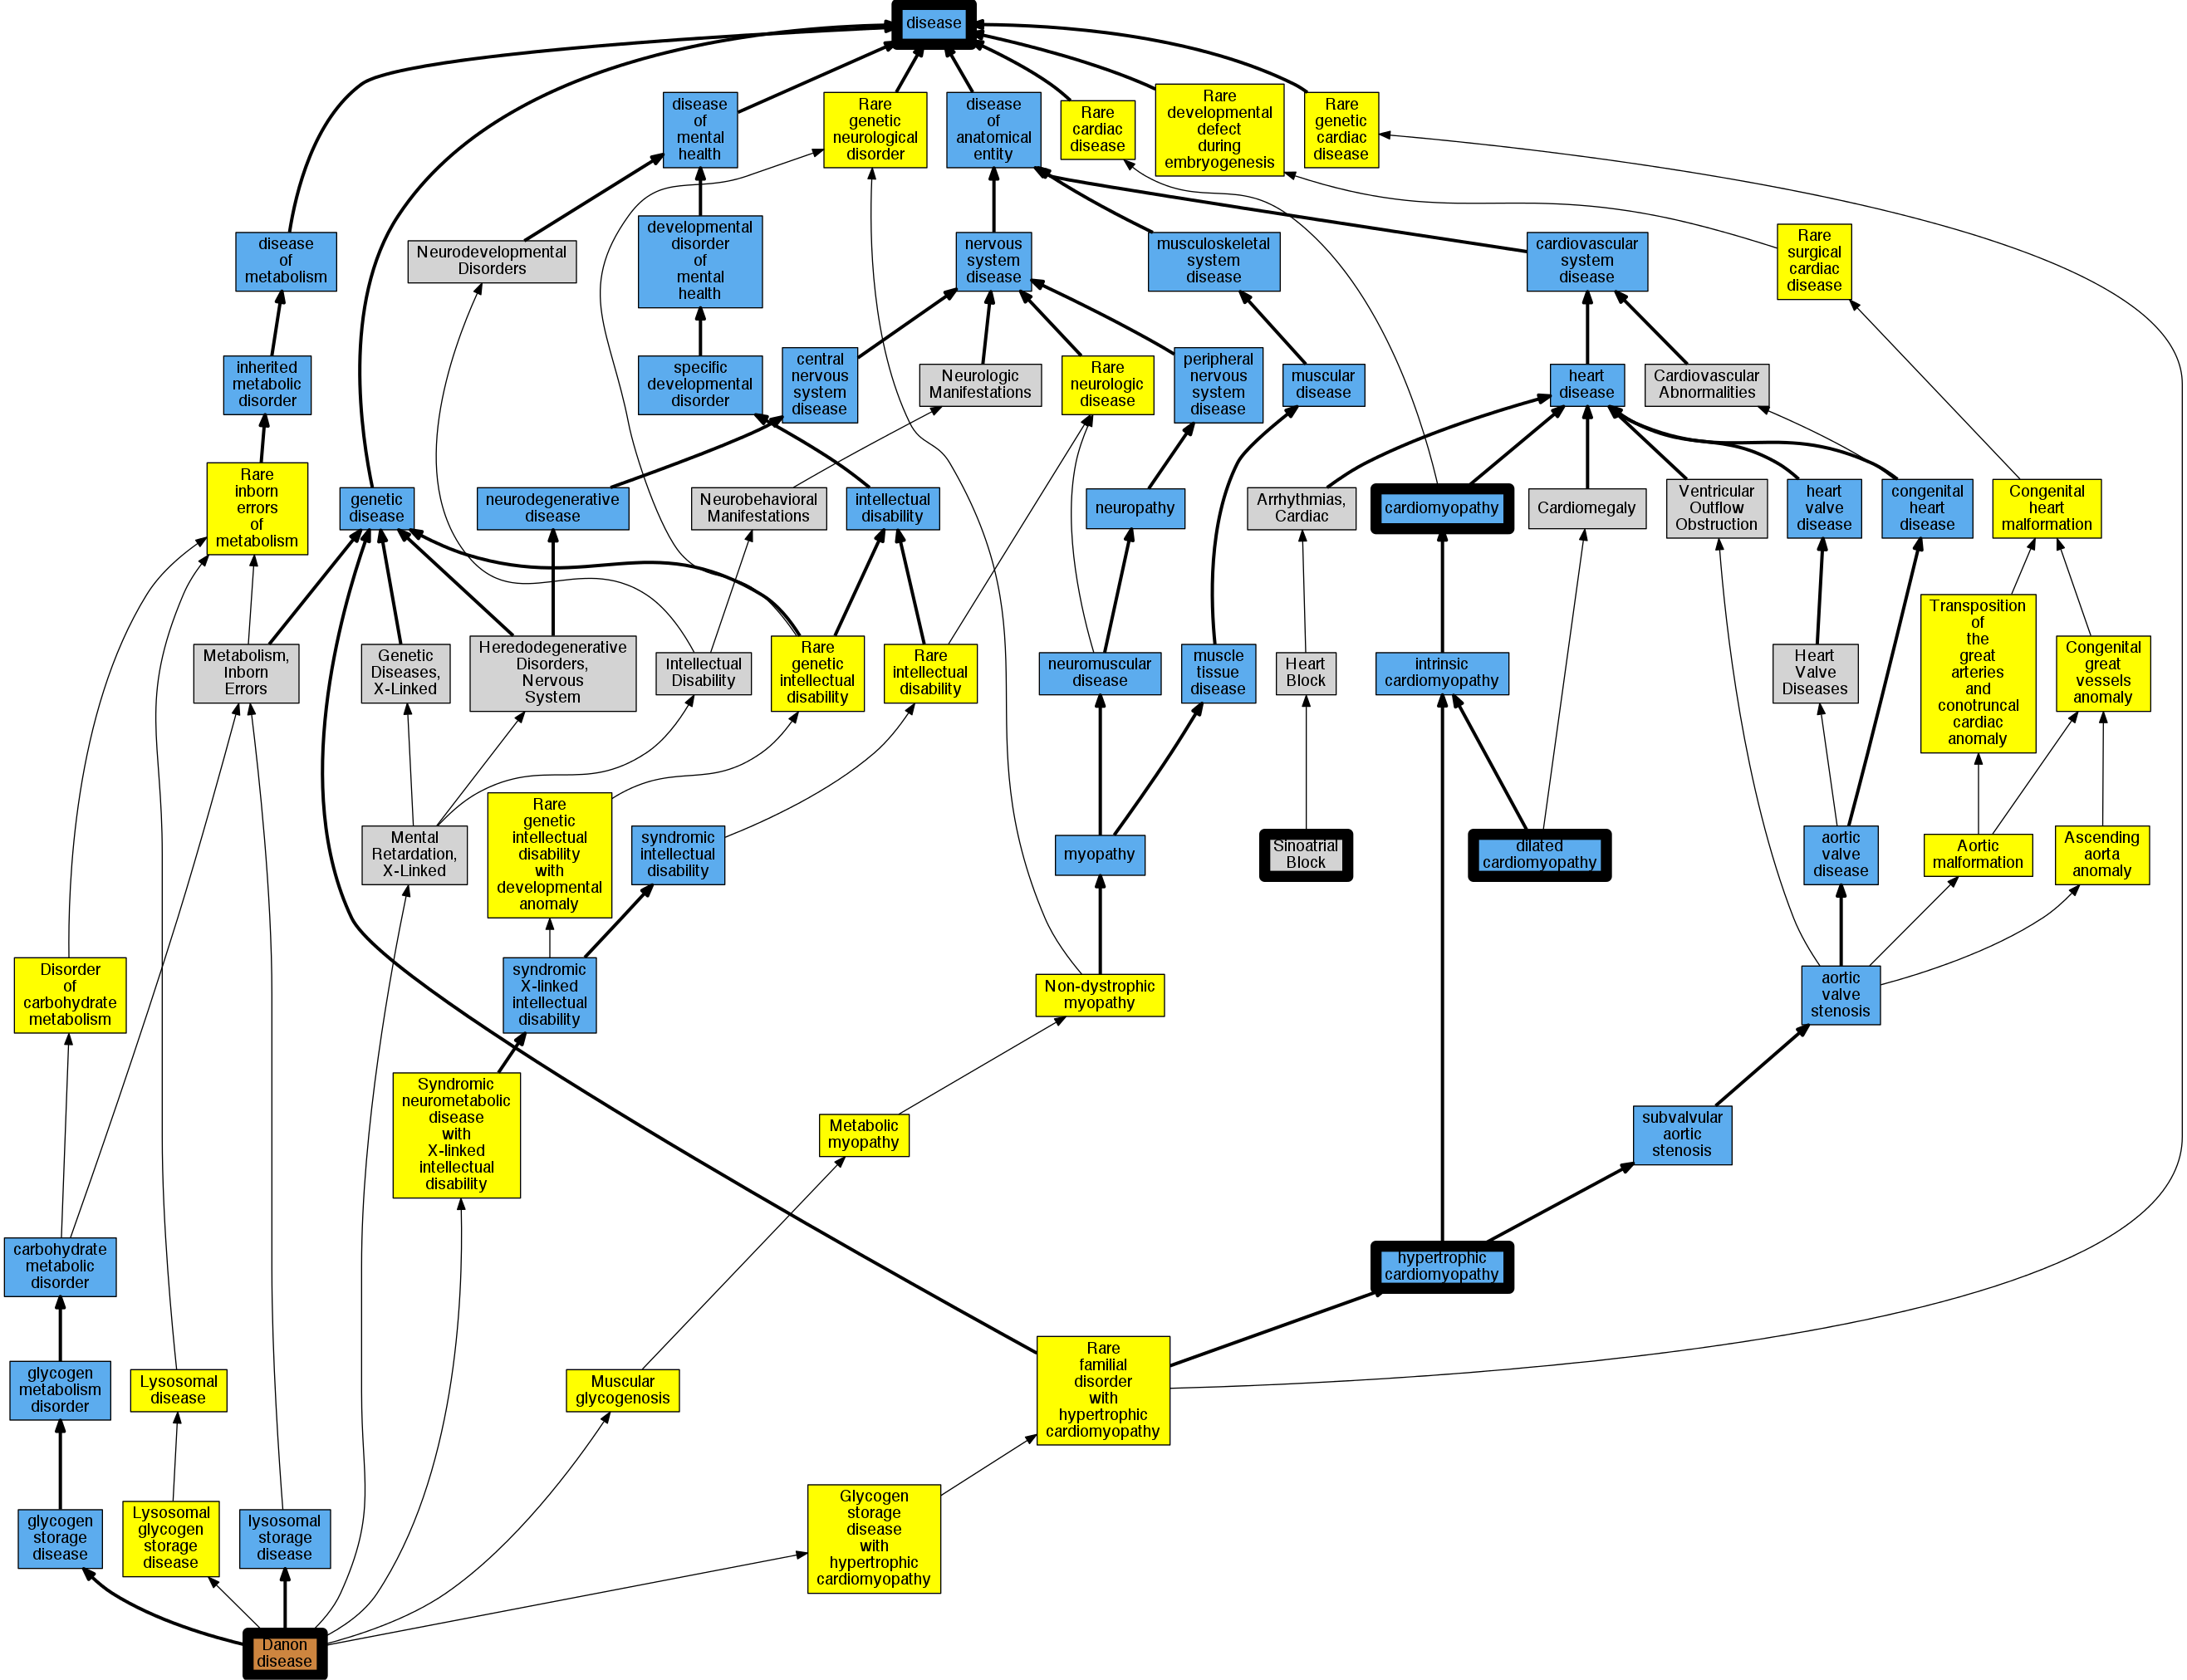 disease
disease
of
mental
health
Rare
genetic
neurological
disorder
disease
of
anatomical
entity
Rare
cardiac
disease
Rare
developmental
defect
during
embryogenesis
Rare
genetic
cardiac
disease
disease
of
metabolism
Neurodevelopmental
Disorders
developmental
disorder
of
mental
health
nervous
system
disease
musculoskeletal
system
disease
cardiovascular
system
disease
Rare
surgical
cardiac
disease
inherited
metabolic
disorder
specific
developmental
disorder
central
nervous
system
disease
Neurologic
Manifestations
Rare
neurologic
disease
peripheral
nervous
system
disease
muscular
disease
heart
disease
Cardiovascular
Abnormalities
Rare
inborn
errors
of
metabolism
genetic
disease
neurodegenerative
disease
Neurobehavioral
Manifestations
intellectual
disability
neuropathy
Arrhythmias,
Cardiac
cardiomyopathy
Cardiomegaly
Ventricular
Outflow
Obstruction
heart
valve
disease
congenital
heart
disease
Congenital
heart
malformation
Metabolism,
Inborn
Errors
Genetic
Diseases,
X-Linked
Heredodegenerative
Disorders,
Nervous
System
Intellectual
Disability
Rare
genetic
intellectual
disability
Rare
intellectual
disability
neuromuscular
disease
muscle
tissue
disease
Heart
Block
intrinsic
cardiomyopathy
Heart
Valve
Diseases
Transposition
of
the
great
arteries
and
conotruncal
cardiac
anomaly
Congenital
great
vessels
anomaly
Mental
Retardation,
X-Linked
Rare
genetic
intellectual
disability
with
developmental
anomaly
syndromic
intellectual
disability
myopathy
Sinoatrial
Block
dilated
cardiomyopathy
aortic
valve
disease
Aortic
malformation
Ascending
aorta
anomaly
Disorder
of
carbohydrate
metabolism
syndromic
X-linked
intellectual
disability
Non-dystrophic
myopathy
aortic
valve
stenosis
Syndromic
neurometabolic
disease
with
X-linked
intellectual
disability
Metabolic
myopathy
subvalvular
aortic
stenosis
carbohydrate
metabolic
disorder
hypertrophic
cardiomyopathy
glycogen
metabolism
disorder
Lysosomal
disease
Muscular
glycogenosis
Rare
familial
disorder
with
hypertrophic
cardiomyopathy
glycogen
storage
disease
Lysosomal
glycogen
storage
disease
lysosomal
storage
disease
Glycogen
storage
disease
with
hypertrophic
cardiomyopathy
Danon
disease